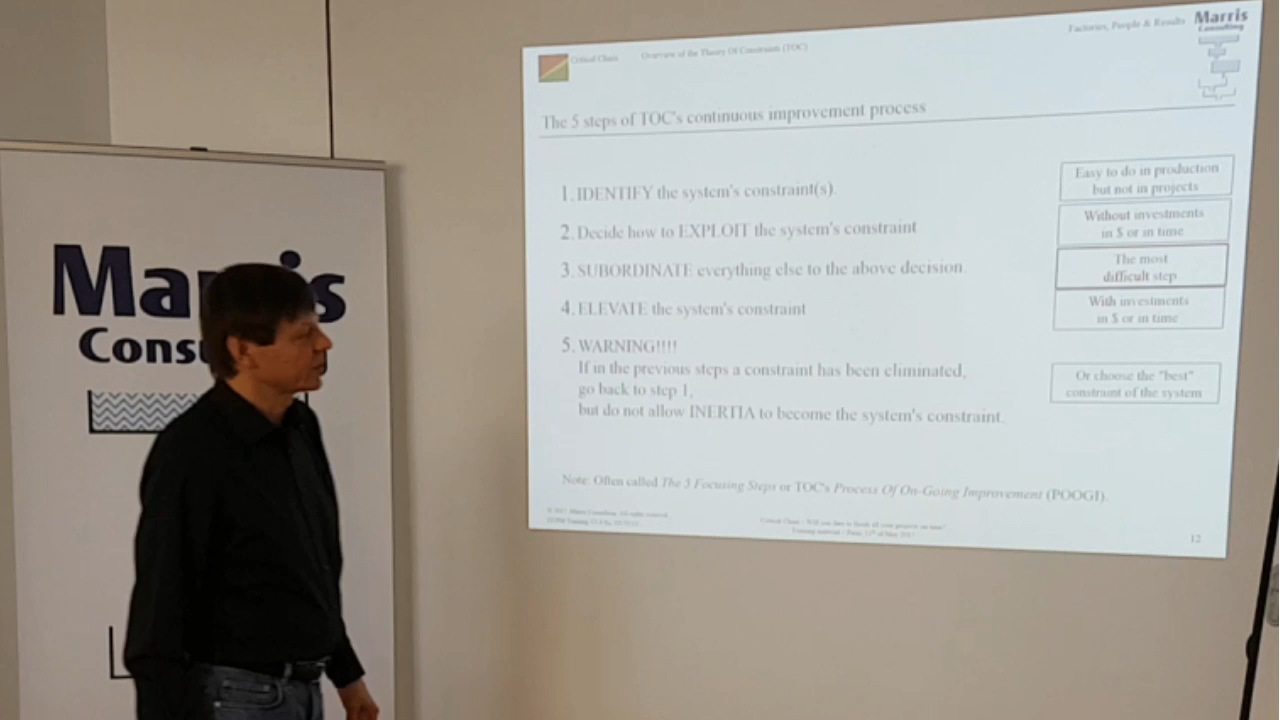 Marris
Consulting
Factories, People & Results
Critical Chain
Overview of the Theory Of Constraints (TOC)
The 5 steps of TOC's continuous improvement process
1. IDENTIFY the system's constraint(s).
Easy to do in production
but not in projects
2. Decide how to EXPLOIT the system's constraint
Without investments
in $ or in time
3. SUBORDINATE everything else to the above decision.
The most
difficult step
4. ELEVATE the system's constraint
With investments
in $ or in time
5. WARNING!!!!
If in the previous steps a constraint has been eliminated,
go back to step 1,
but do not allow INERTIA to become the system's constraint.
Or choose the "best"
constraint of the system
Note: Often called The 5 Focusing Steps or TOC's Process Of On-Going Improvement (POOGI).
Marris Consulting. All rights reserved.
12
Ma is
Cons